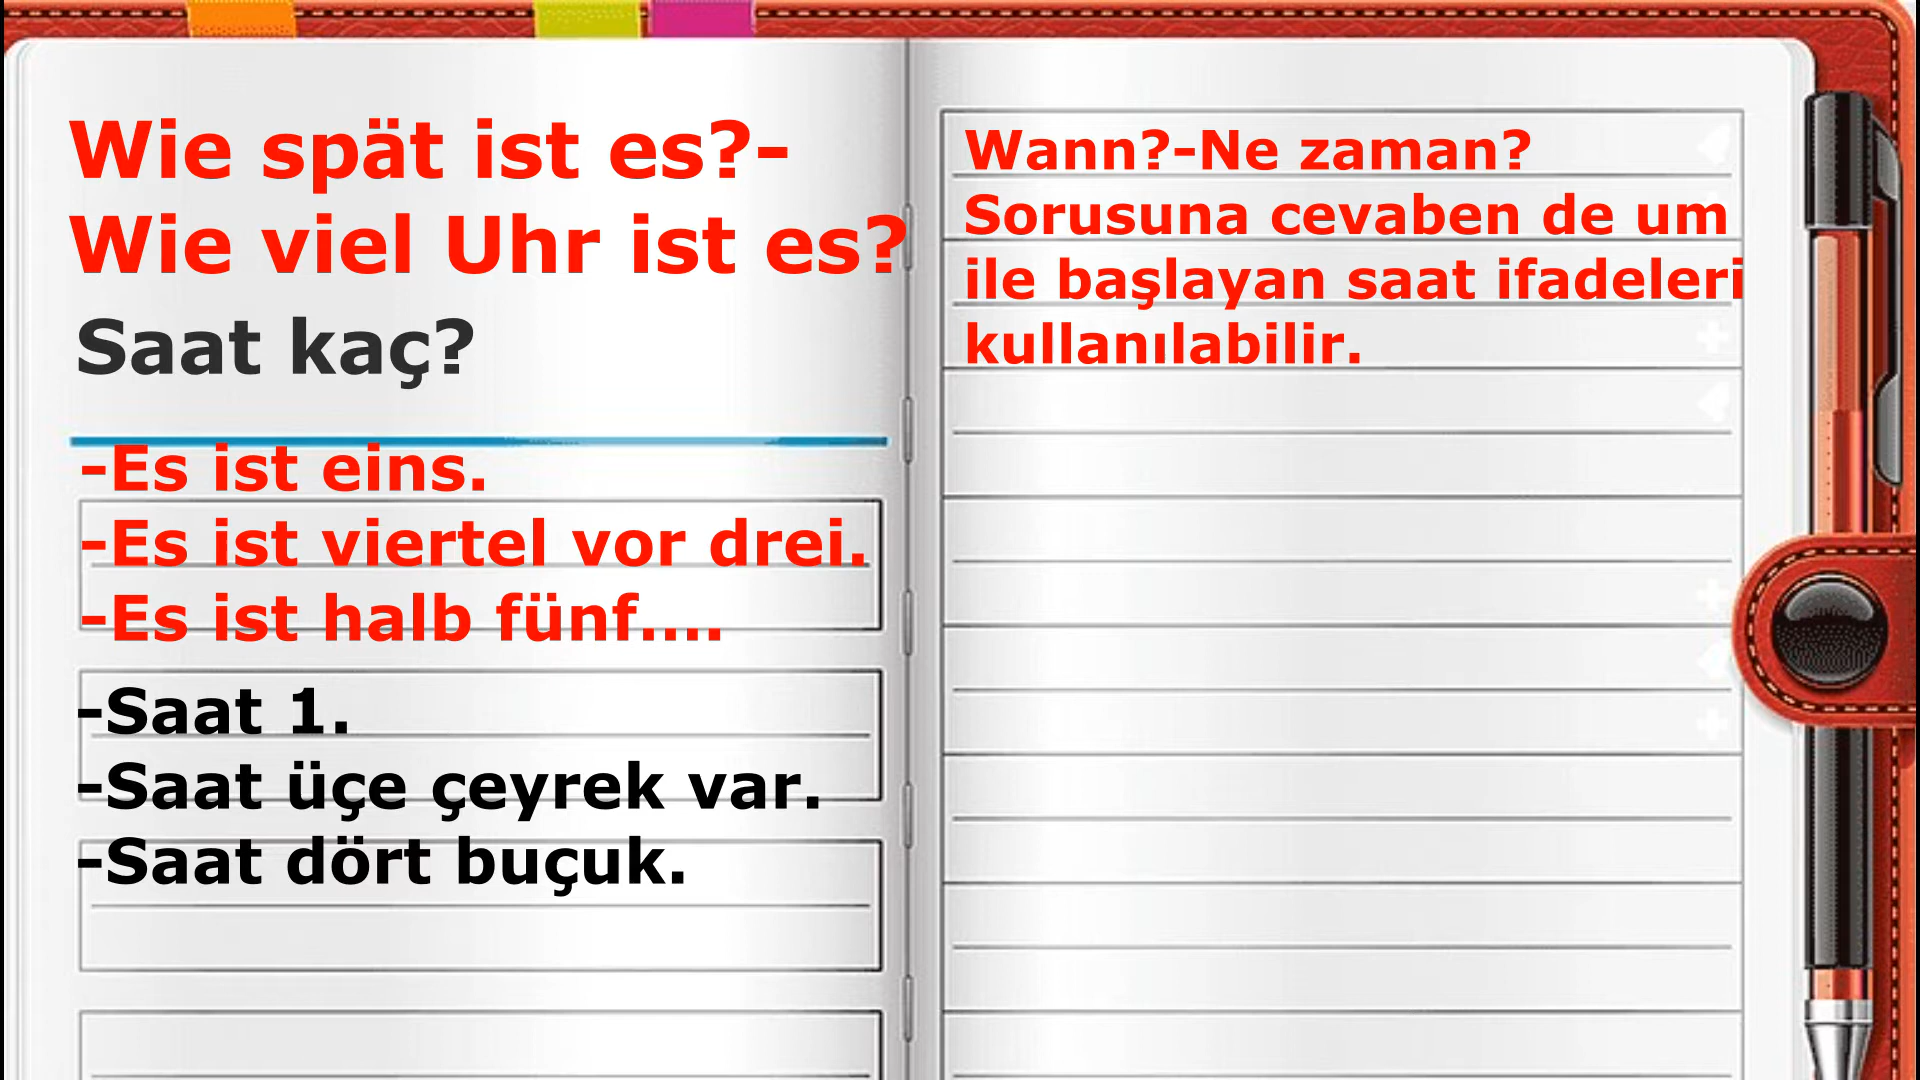 Wie spät ist es?-
Wie viel Uhr ist es?
Saat kaç?
-Es ist eins.
-Es ist viertel vor drei.
-Es ist halb fünf....
-Saat 1.
-Saat üçe çeyrek var.
-Saat dört buçuk.
Wann?-Ne zaman?
Sorusuna cevaben de um
ile başlayan saat ifadeleri
kullanılabilir.